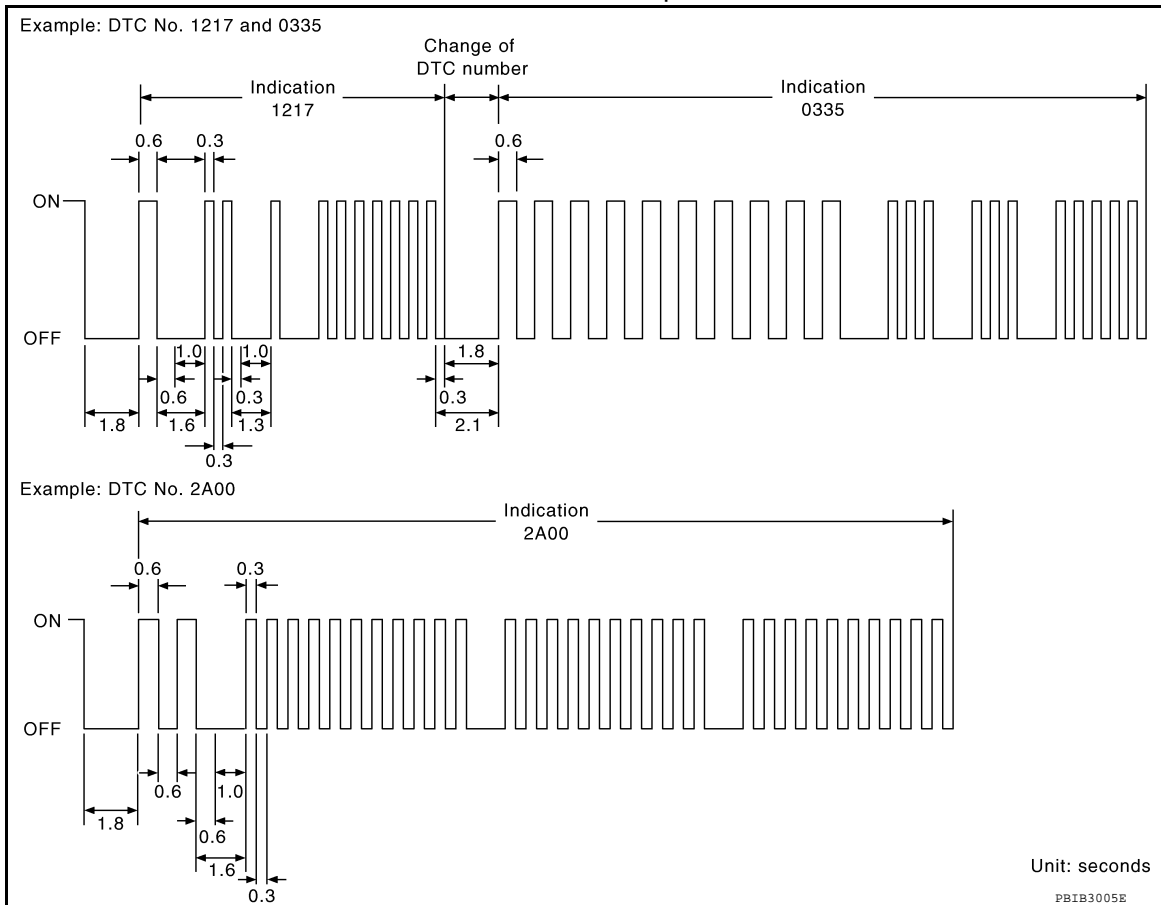 Example: DTC No. 1217 and 0335
Change of
DTC number
Indication
1217
Indication
0335
0.6
0.3
0.6
ON
OFF
1.0
1.0
1.8
0.6
0.3
0.3
1.8
1.6
1.3
2.1
0.3
Example: DTC No. 2A00
Indication
2A00
0.6
0.3
ON
OFF
0.6
1.0
1.8
0.6
1.6
0.3
Unit: seconds
PBIB3005E